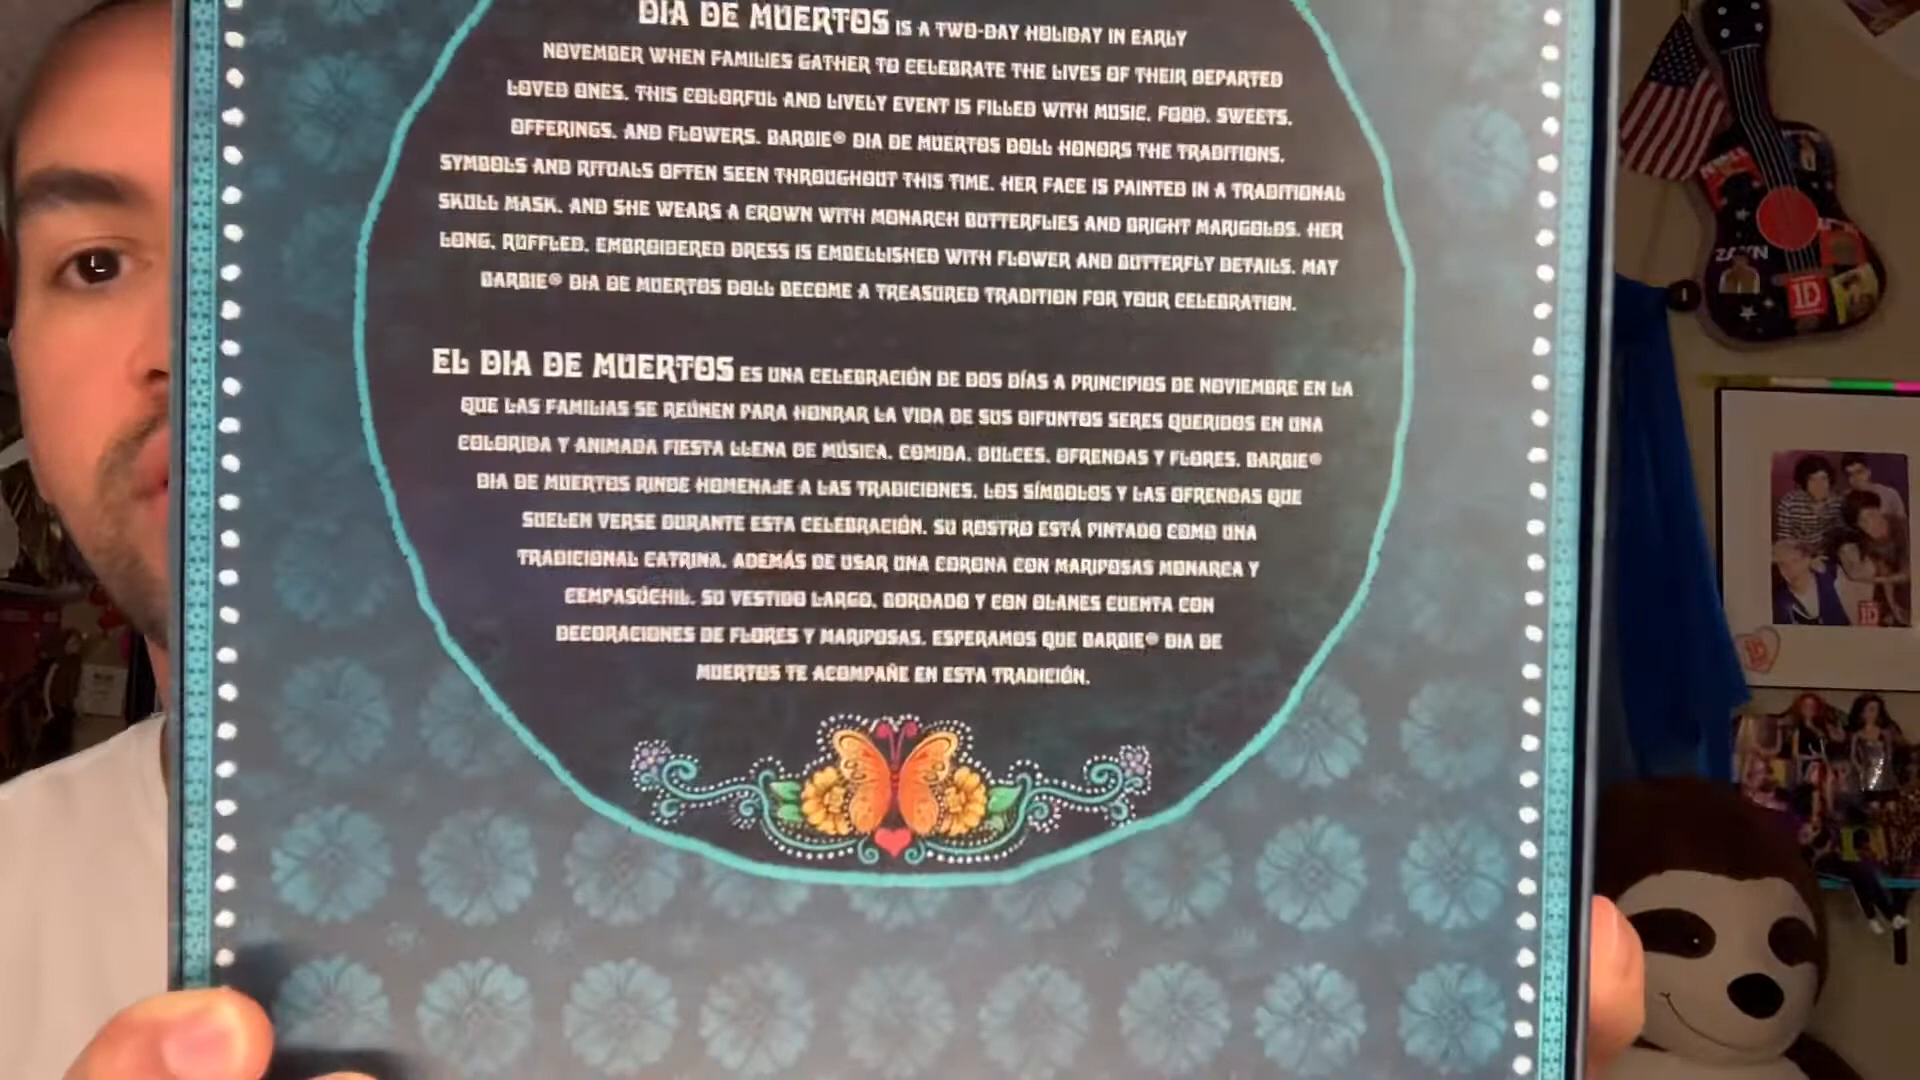 DIA DE MUERTOS IS A TWO-DAY HOLIDAY IN EARLY
NOVEMBER WHEN FAMILIES GATHER TO CELEBRATE THE LIVES OF THEIR DEPARTED
LOVED ONES. THIS COLORFUL AND LIVELY EVENT IS FILLED WITH MUSIC, FOOD, SWEETS,
OFFERINGS, AND FLOWERS. BARBIE® DIA DE MUERTOS DOLL HONORS THE TRADITIONS,
SYMBOLS AND RITUALS OFTEN SEEN THROUGHOUT THIS TIME. HER FACE IS PAINTED IN A TRADITIONAL
SKULL MASK, AND SHE WEARS A CROWN WITH MONARCH BUTTERFLIES AND BRIGHT MARIGOLDS. HER
LONG, RUFFLED, EMBROIDERED DRESS IS EMBELLISHED WITH FLOWER AND BUTTERFLY DETAILS. MAY
BARBIE® DIA DE MUERTOS DOLL BECOME A TREASURED TRADITION FOR YOUR CELEBRATION.
EL DIA DE MUERTOS ES UNA CELEBRACIÓN DE DOS DÍAS A PRINCIPIOS DE NOVIEMBRE EN LA
QUE LAS FAMILIAS SE REÚNEN PARA HONRAR LA VIDA DE SUS DIFUNTOS SERES QUERIDOS EN UNA
COLORIDA Y ANIMADA FIESTA LLENA DE MÚSICA, COMIDA, DULCES, OFRENDAS Y FLORES. BARBIE®
DIA DE MUERTOS RINDE HOMENAJE A LAS TRADICIONES, LOS SÍMBOLOS Y LAS OFRENDAS QUE
SUELEN VERSE DURANTE ESTA CELEBRACIÓN. SU ROSTRO ESTÁ PINTADO COMO UNA
TRADICIONAL CATRINA, ADEMÁS DE USAR UNA CORONA CON MARIPOSAS MONARCA Y
CEMPASÚCHIL. SU VESTIDO LARGO, BORDADO Y CON OLANES CUENTA CON
DECORACIONES DE FLORES Y MARIPOSAS. ESPERAMOS QUE BARBIE® DIA DE
MUERTOS TE ACOMPAÑE EN ESTA TRADICIÓN.
ZAYN
1D
1D
1D